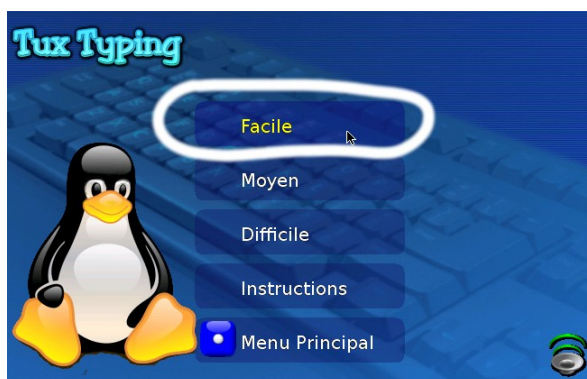 Tux Typing
Facile
Moyen
Difficile
Instructions
Menu Principal